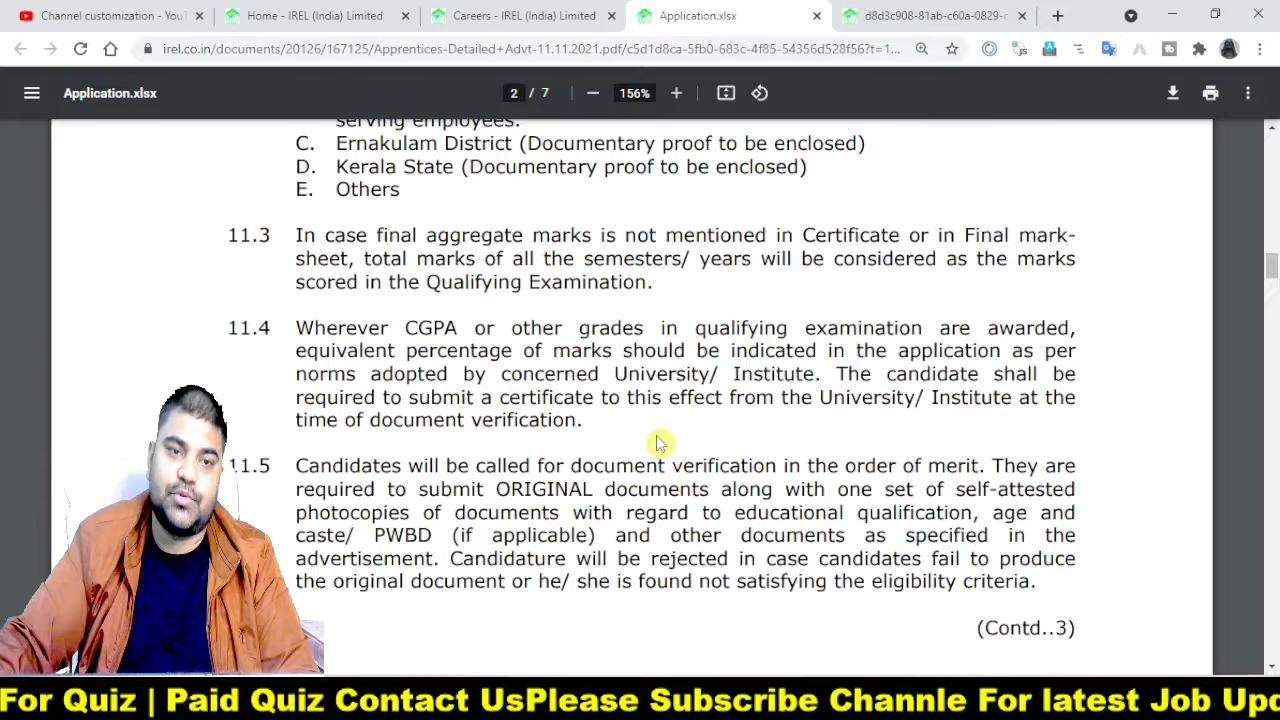 Channel customization - YouT
Home - IREL (India) Limited
Careers - IREL (India) Limited
Application.xlsx
d8d3c908-81ab-c60a-0829-c
irel.co.in/documents/20126/167125/Apprentices-Detailed+Advt-11.11.2021.pdf/c5d1d8ca-5fb0-683c-4f85-54356d528f56?t=1...
Application.xlsx
2 / 7
156%
serving employees.
C. Ernakulam District (Documentary proof to be enclosed)
D. Kerala State (Documentary proof to be enclosed)
E. Others
11.3 In case final aggregate marks is not mentioned in Certificate or in Final mark-
sheet, total marks of all the semesters/ years will be considered as the marks
scored in the Qualifying Examination.
11.4 Wherever CGPA or other grades in qualifying examination are awarded,
equivalent percentage of marks should be indicated in the application as per
norms adopted by concerned University/ Institute. The candidate shall be
required to submit a certificate to this effect from the University/ Institute at the
time of document verification.
11.5 Candidates will be called for document verification in the order of merit. They are
required to submit ORIGINAL documents along with one set of self-attested
photocopies of documents with regard to educational qualification, age and
caste/ PWBD (if applicable) and other documents as specified in the
advertisement. Candidature will be rejected in case candidates fail to produce
the original document or he/ she is found not satisfying the eligibility criteria.
(Contd..3)
For Quiz | Paid Quiz Contact UsPlease Subscribe Channle For latest Job Upd